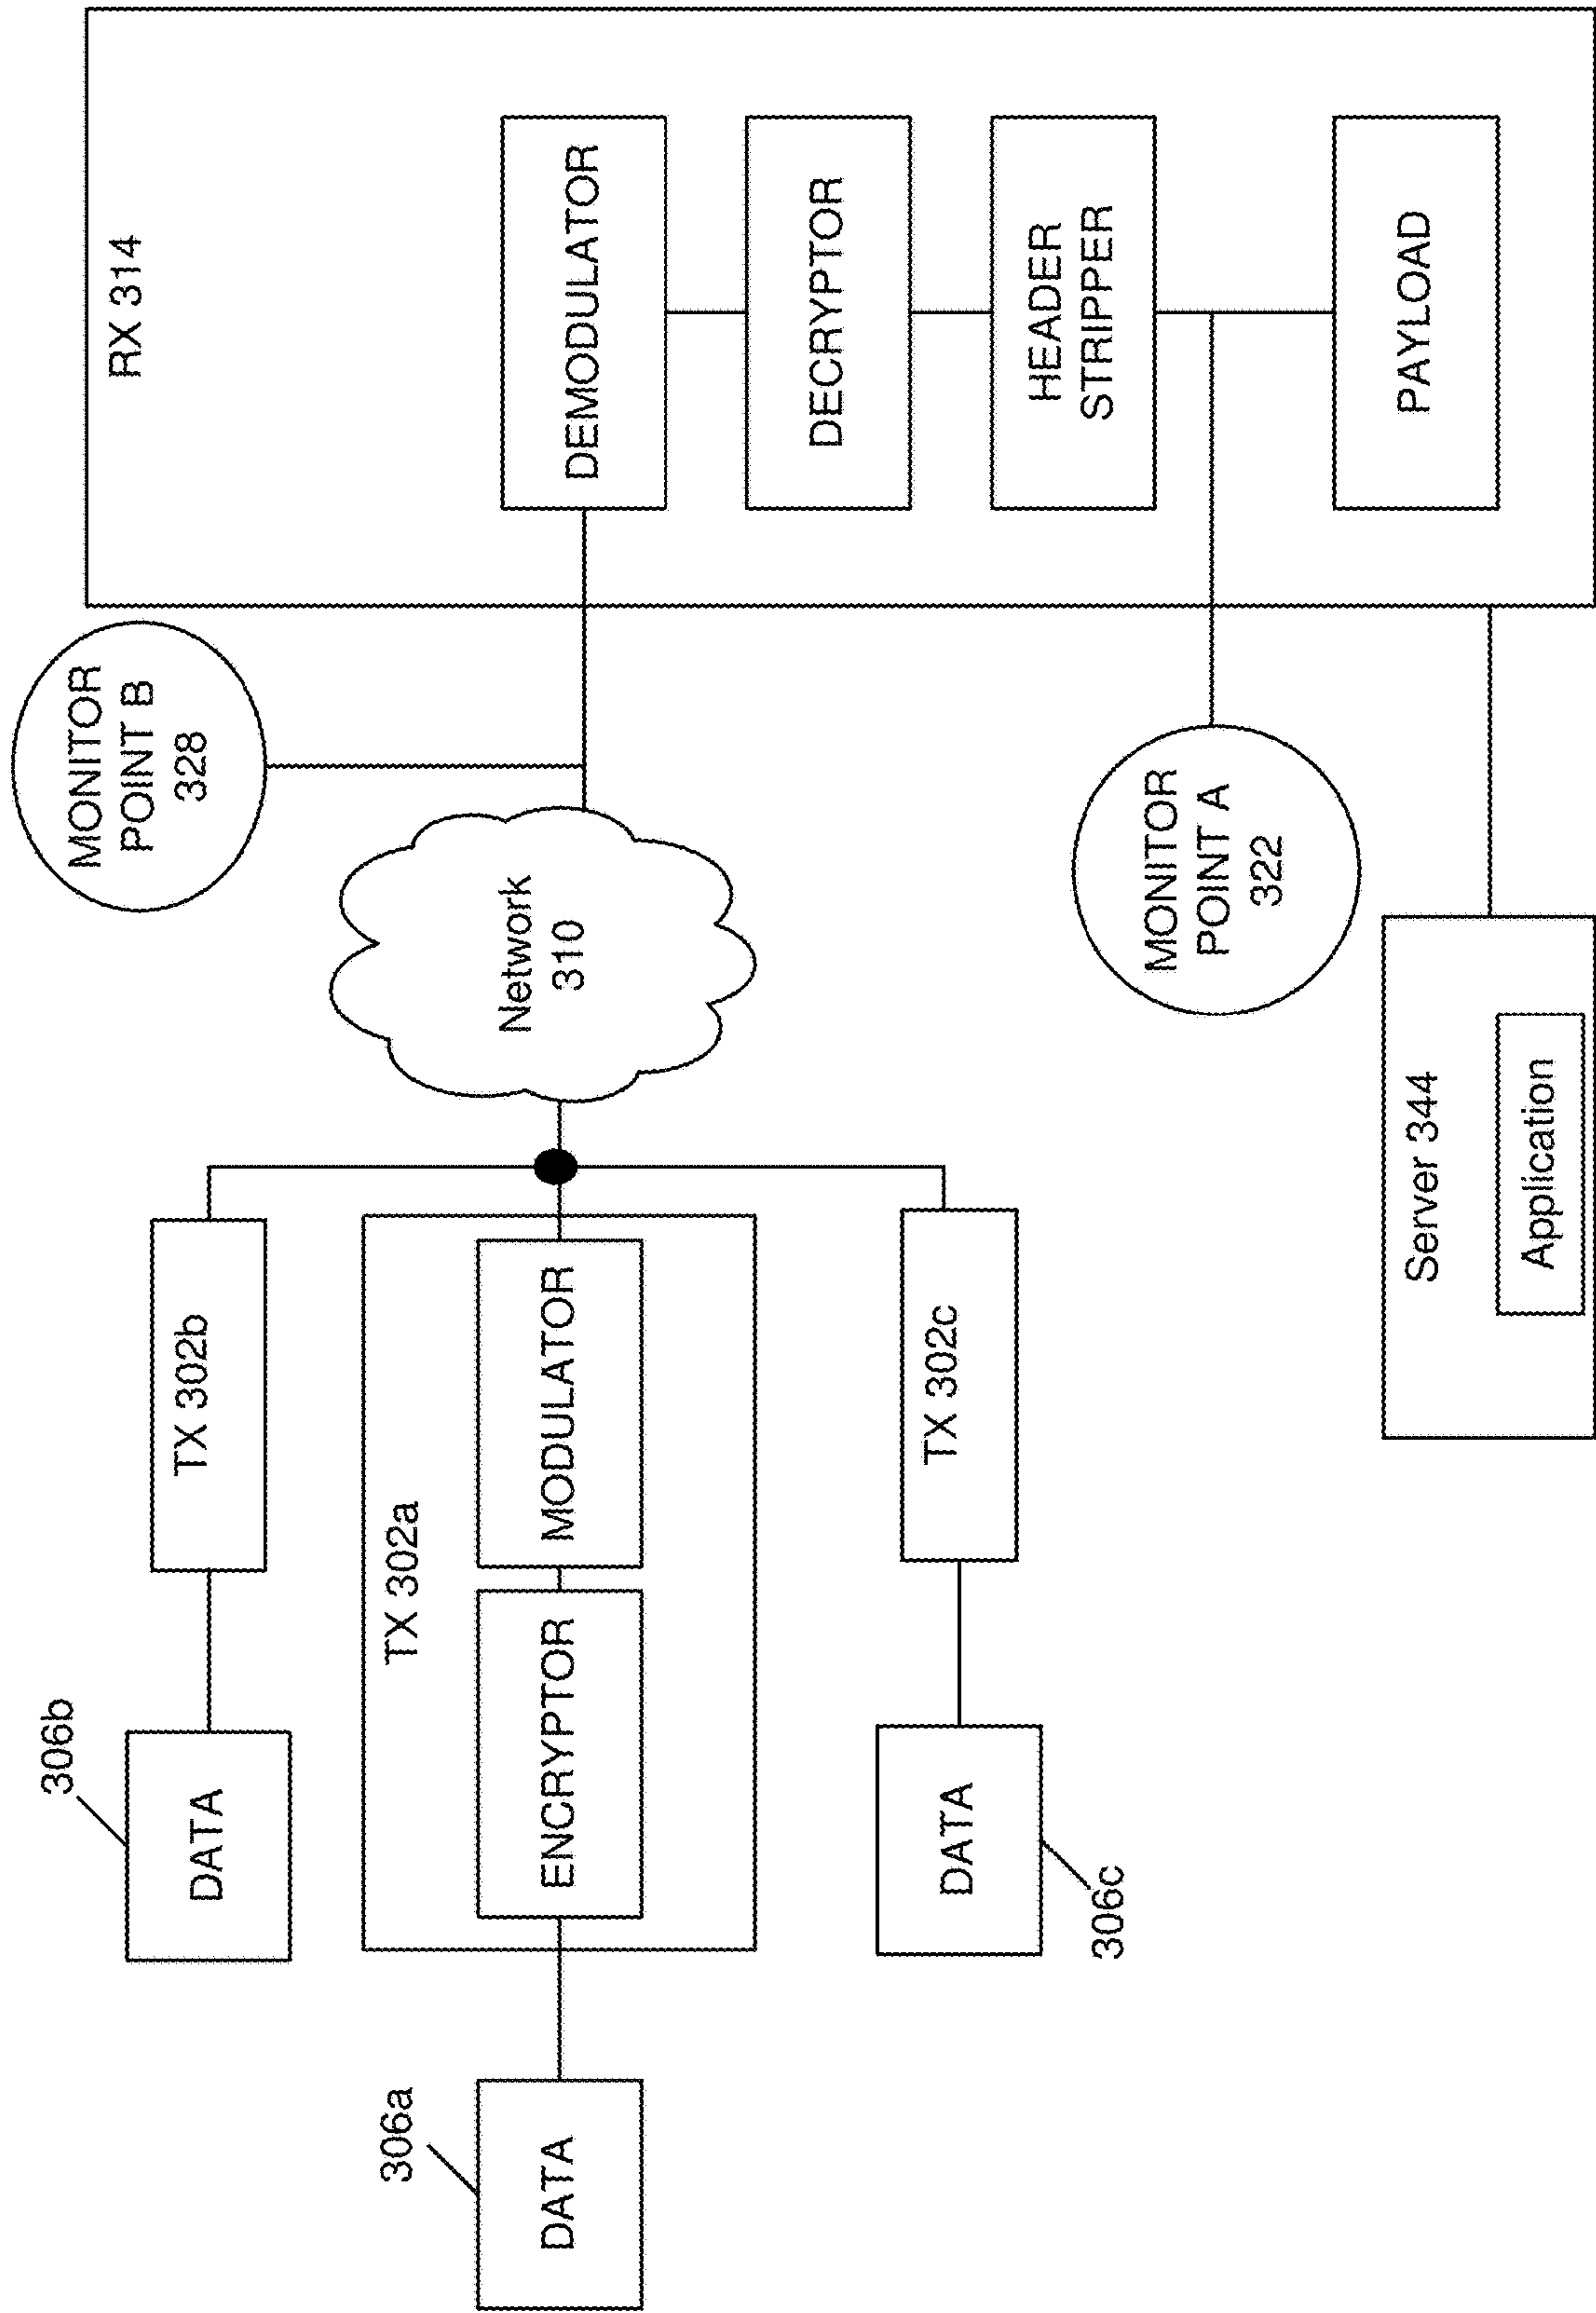 306b
DATA
TX 302b
306a
DATA
TX 302a
ENCRYPTOR
MODULATOR
DATA
306c
TX 302c
Network
310
MONITOR
POINT B
328
MONITOR
POINT A
322
Server 344
Application
RX 314
DEMODULATOR
DECRYPTOR
HEADER
STRIPPER
PAYLOAD